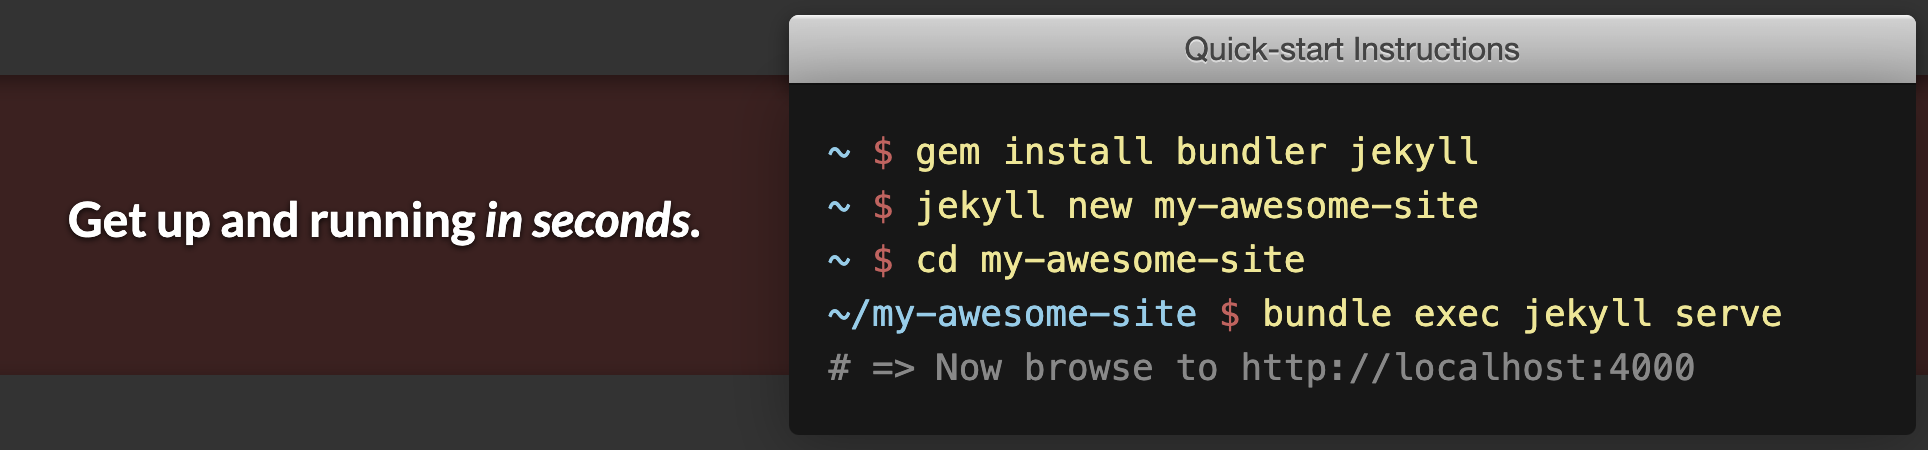 Get up and running in seconds.
Quick-start Instructions
~ $ gem install bundler jekyll
~ $ jekyll new my-awesome-site
~ $ cd my-awesome-site
~/my-awesome-site $ bundle exec jekyll serve
# => Now browse to http://localhost:4000